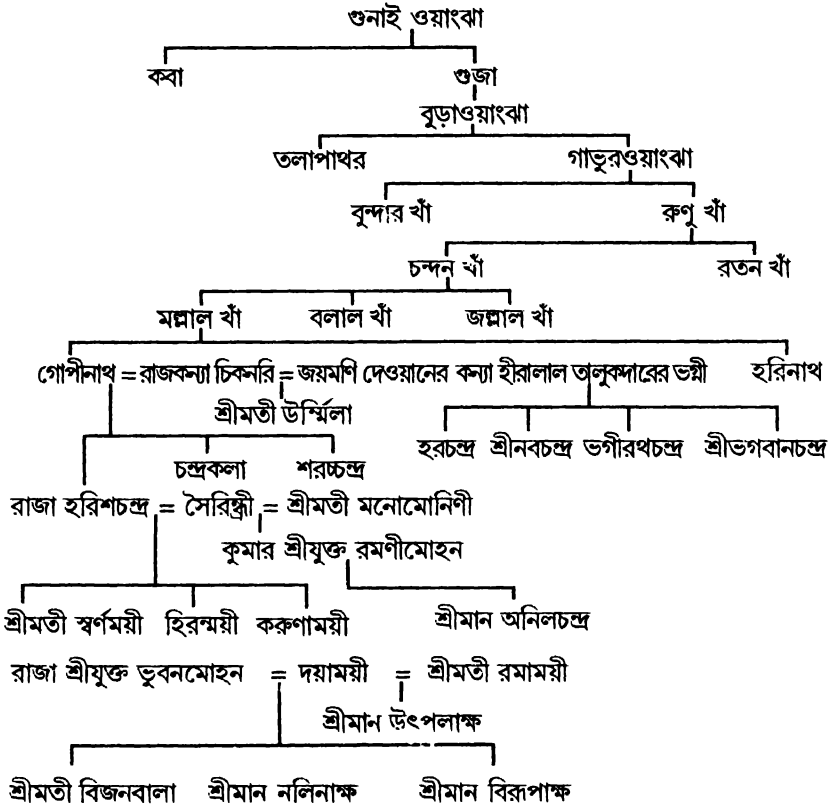 গুনাই ওয়াংঝা
কবা গুজা
বুড়াওয়াংঝা
তলাপাথর গাভুরওয়াংঝা
বুন্দার খাঁ রুণু খাঁ
চন্দন খাঁ রতন খাঁ
মল্লাল খাঁ বলাল খাঁ জল্লাল খাঁ
গোপীনাথ = রাজকন্যা চিকনরি = জয়মণি দেওয়ানের কন্যা হীরালাল তালুকদারের ভগ্নী হরিনাথ
শ্রীমতী উর্ম্মিলা
হরচন্দ্র শ্রীনবচন্দ্র ভগীরথচন্দ্র শ্রীভগবানচন্দ্র
চন্দ্রকলা শরচ্চন্দ্র
রাজা হরিশচন্দ্র = সৈরিন্ধ্রী = শ্রীমতী মনোমোনিণী
কুমার শ্রীযুক্ত রমণীমোহন
শ্রীমতী স্বর্ণময়ী হিরন্ময়ী করুণাময়ী শ্রীমান অনিলচন্দ্র
রাজা শ্রীযুক্ত ভুবনমোহন = দয়াময়ী = শ্রীমতী রমাময়ী
শ্রীমান উৎপলাক্ষ
শ্রীমতী বিজনবালা শ্রীমান নলিনাক্ষ শ্রীমান বিরূপাক্ষ